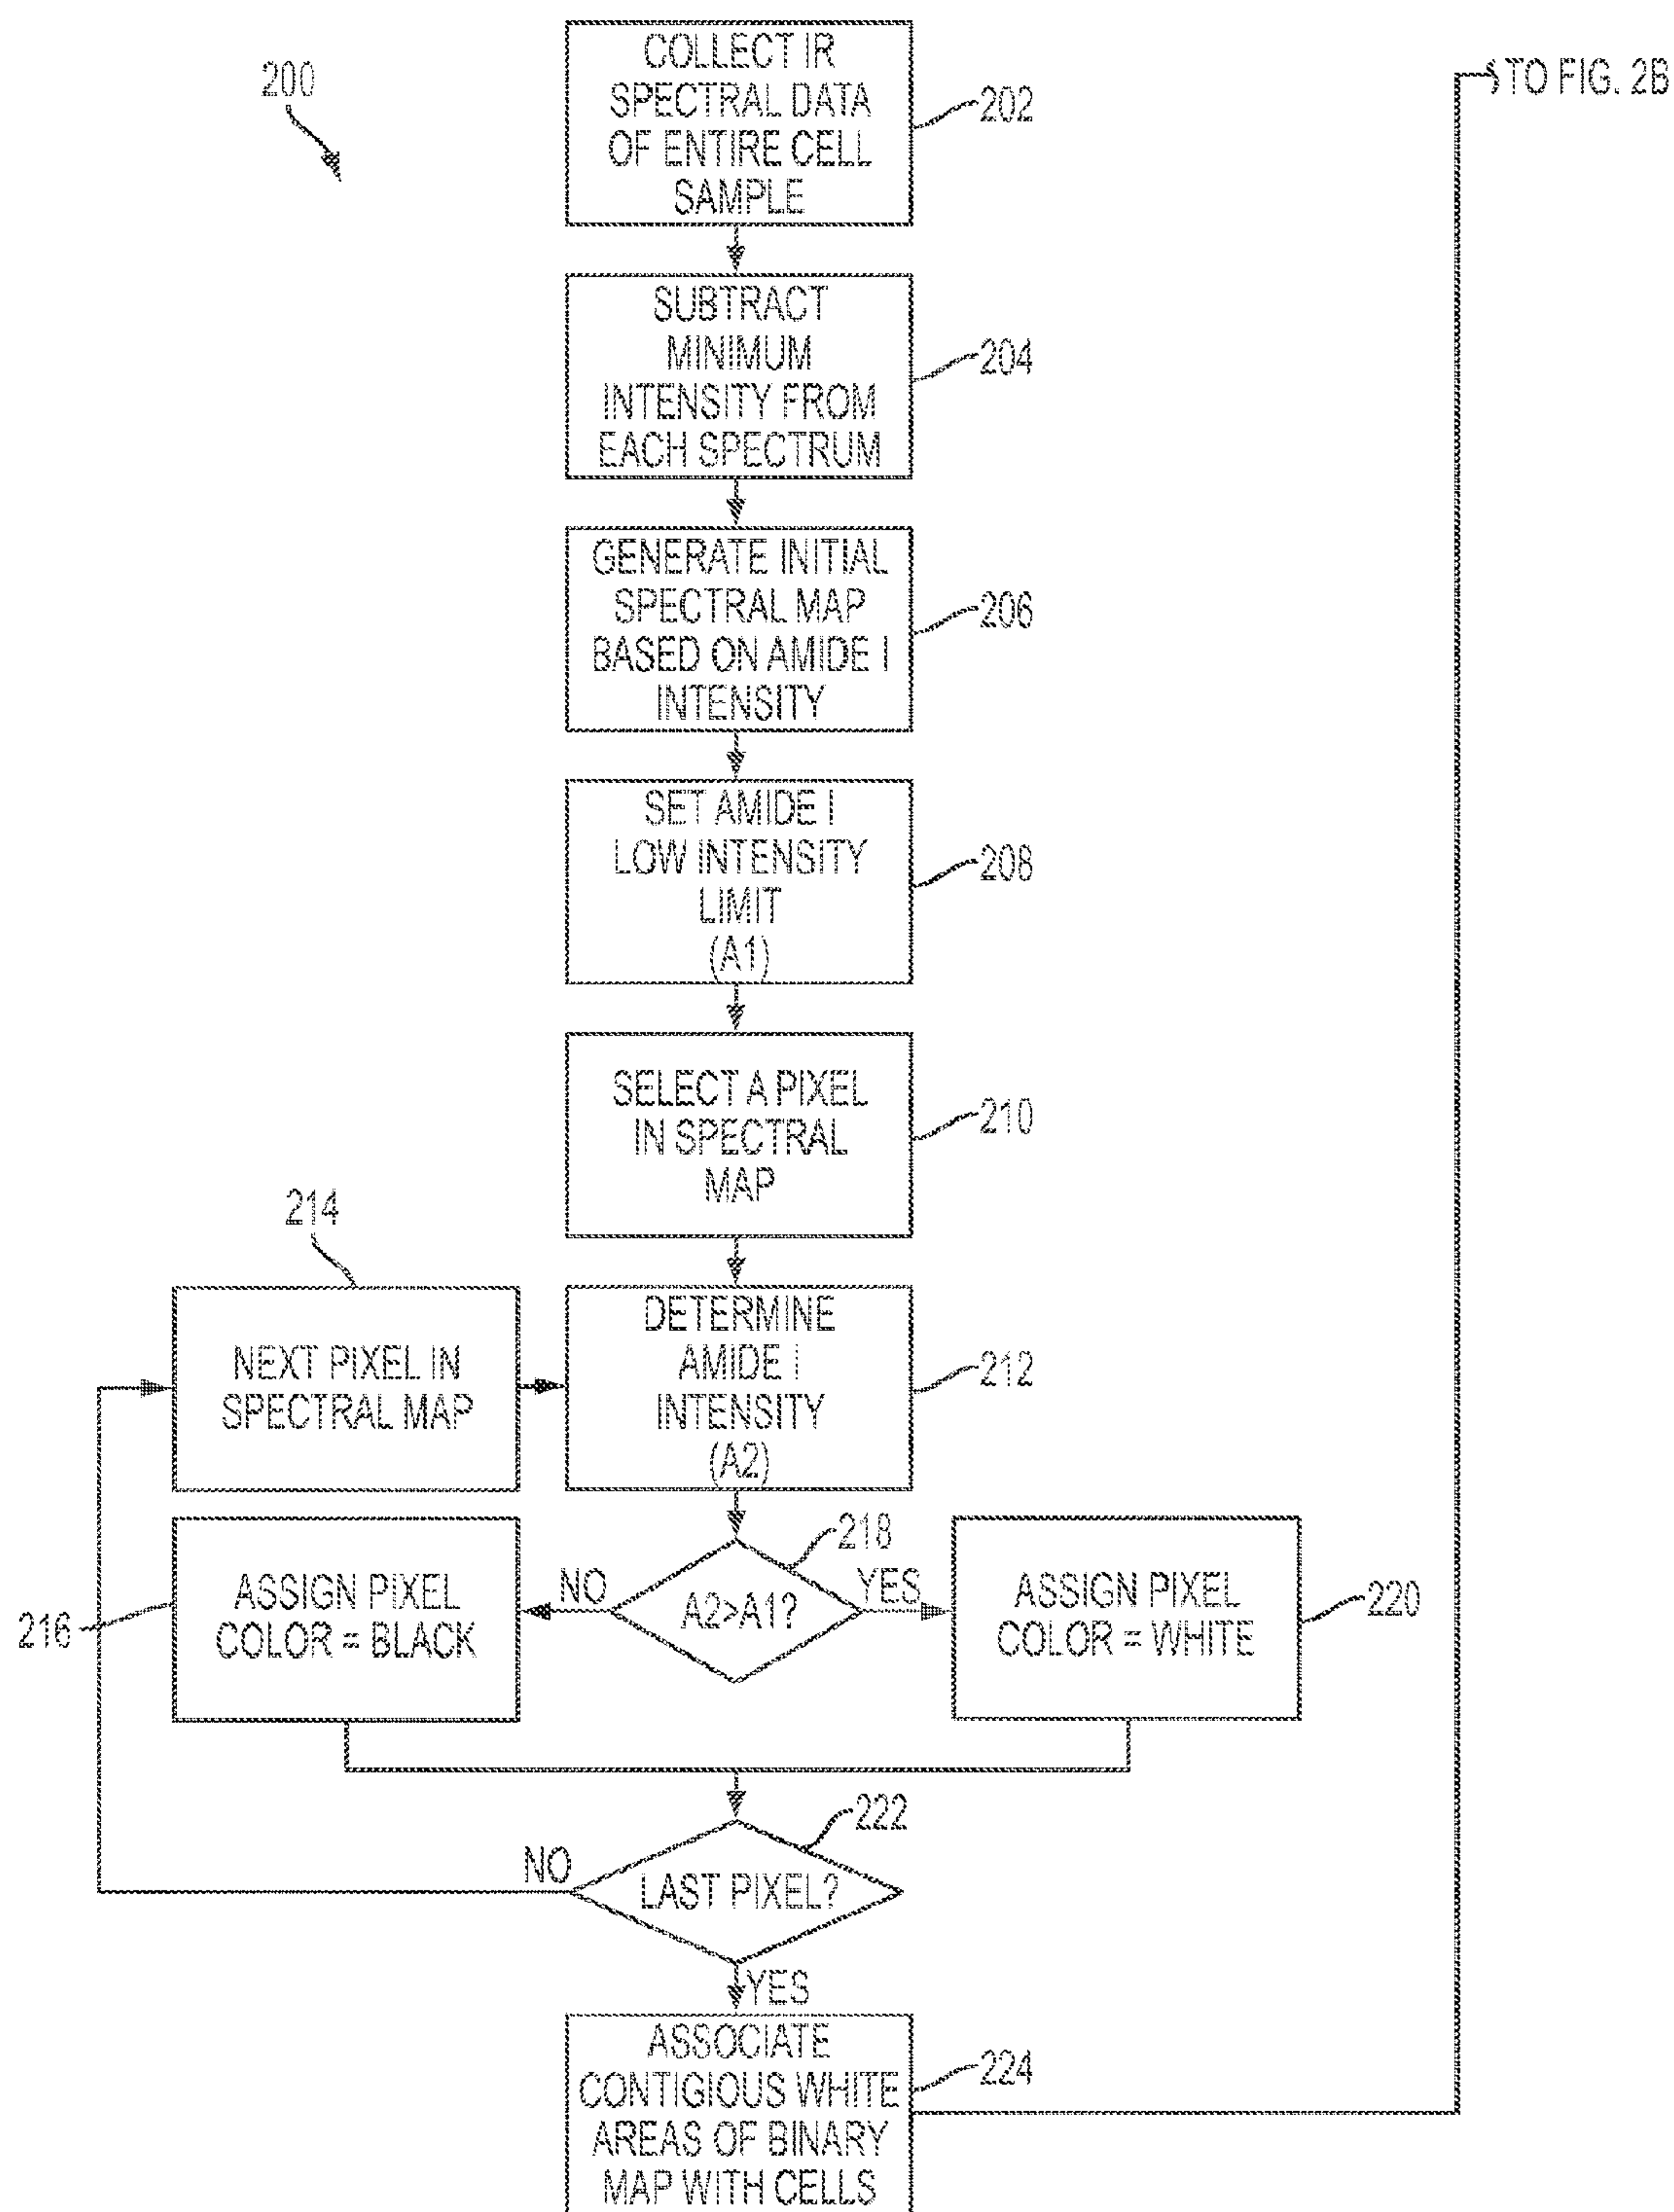 200
COLLECT IR
SPECTRAL DATA
OF ENTIRE CELL
SAMPLE
202
TO FIG. 2B
SUBTRACT
MINIMUM
INTENSITY FROM
EACH SPECTRUM
204
GENERATE INITIAL
SPECTRAL MAP
BASED ON AMIDE I
INTENSITY
206
SET AMIDE I
LOW INTENSITY
LIMIT
(A1)
208
SELECT A PIXEL
IN SPECTRAL
MAP
210
214
NEXT PIXEL IN
SPECTRAL MAP
DETERMINE
AMIDE I
INTENSITY
(A2)
212
216
ASSIGN PIXEL
COLOR = BLACK
NO
A2>A1?
218
YES
ASSIGN PIXEL
COLOR = WHITE
220
222
NO
LAST PIXEL?
YES
ASSOCIATE
CONTIGIOUS WHITE
AREAS OF BINARY
MAP WITH CELLS
224